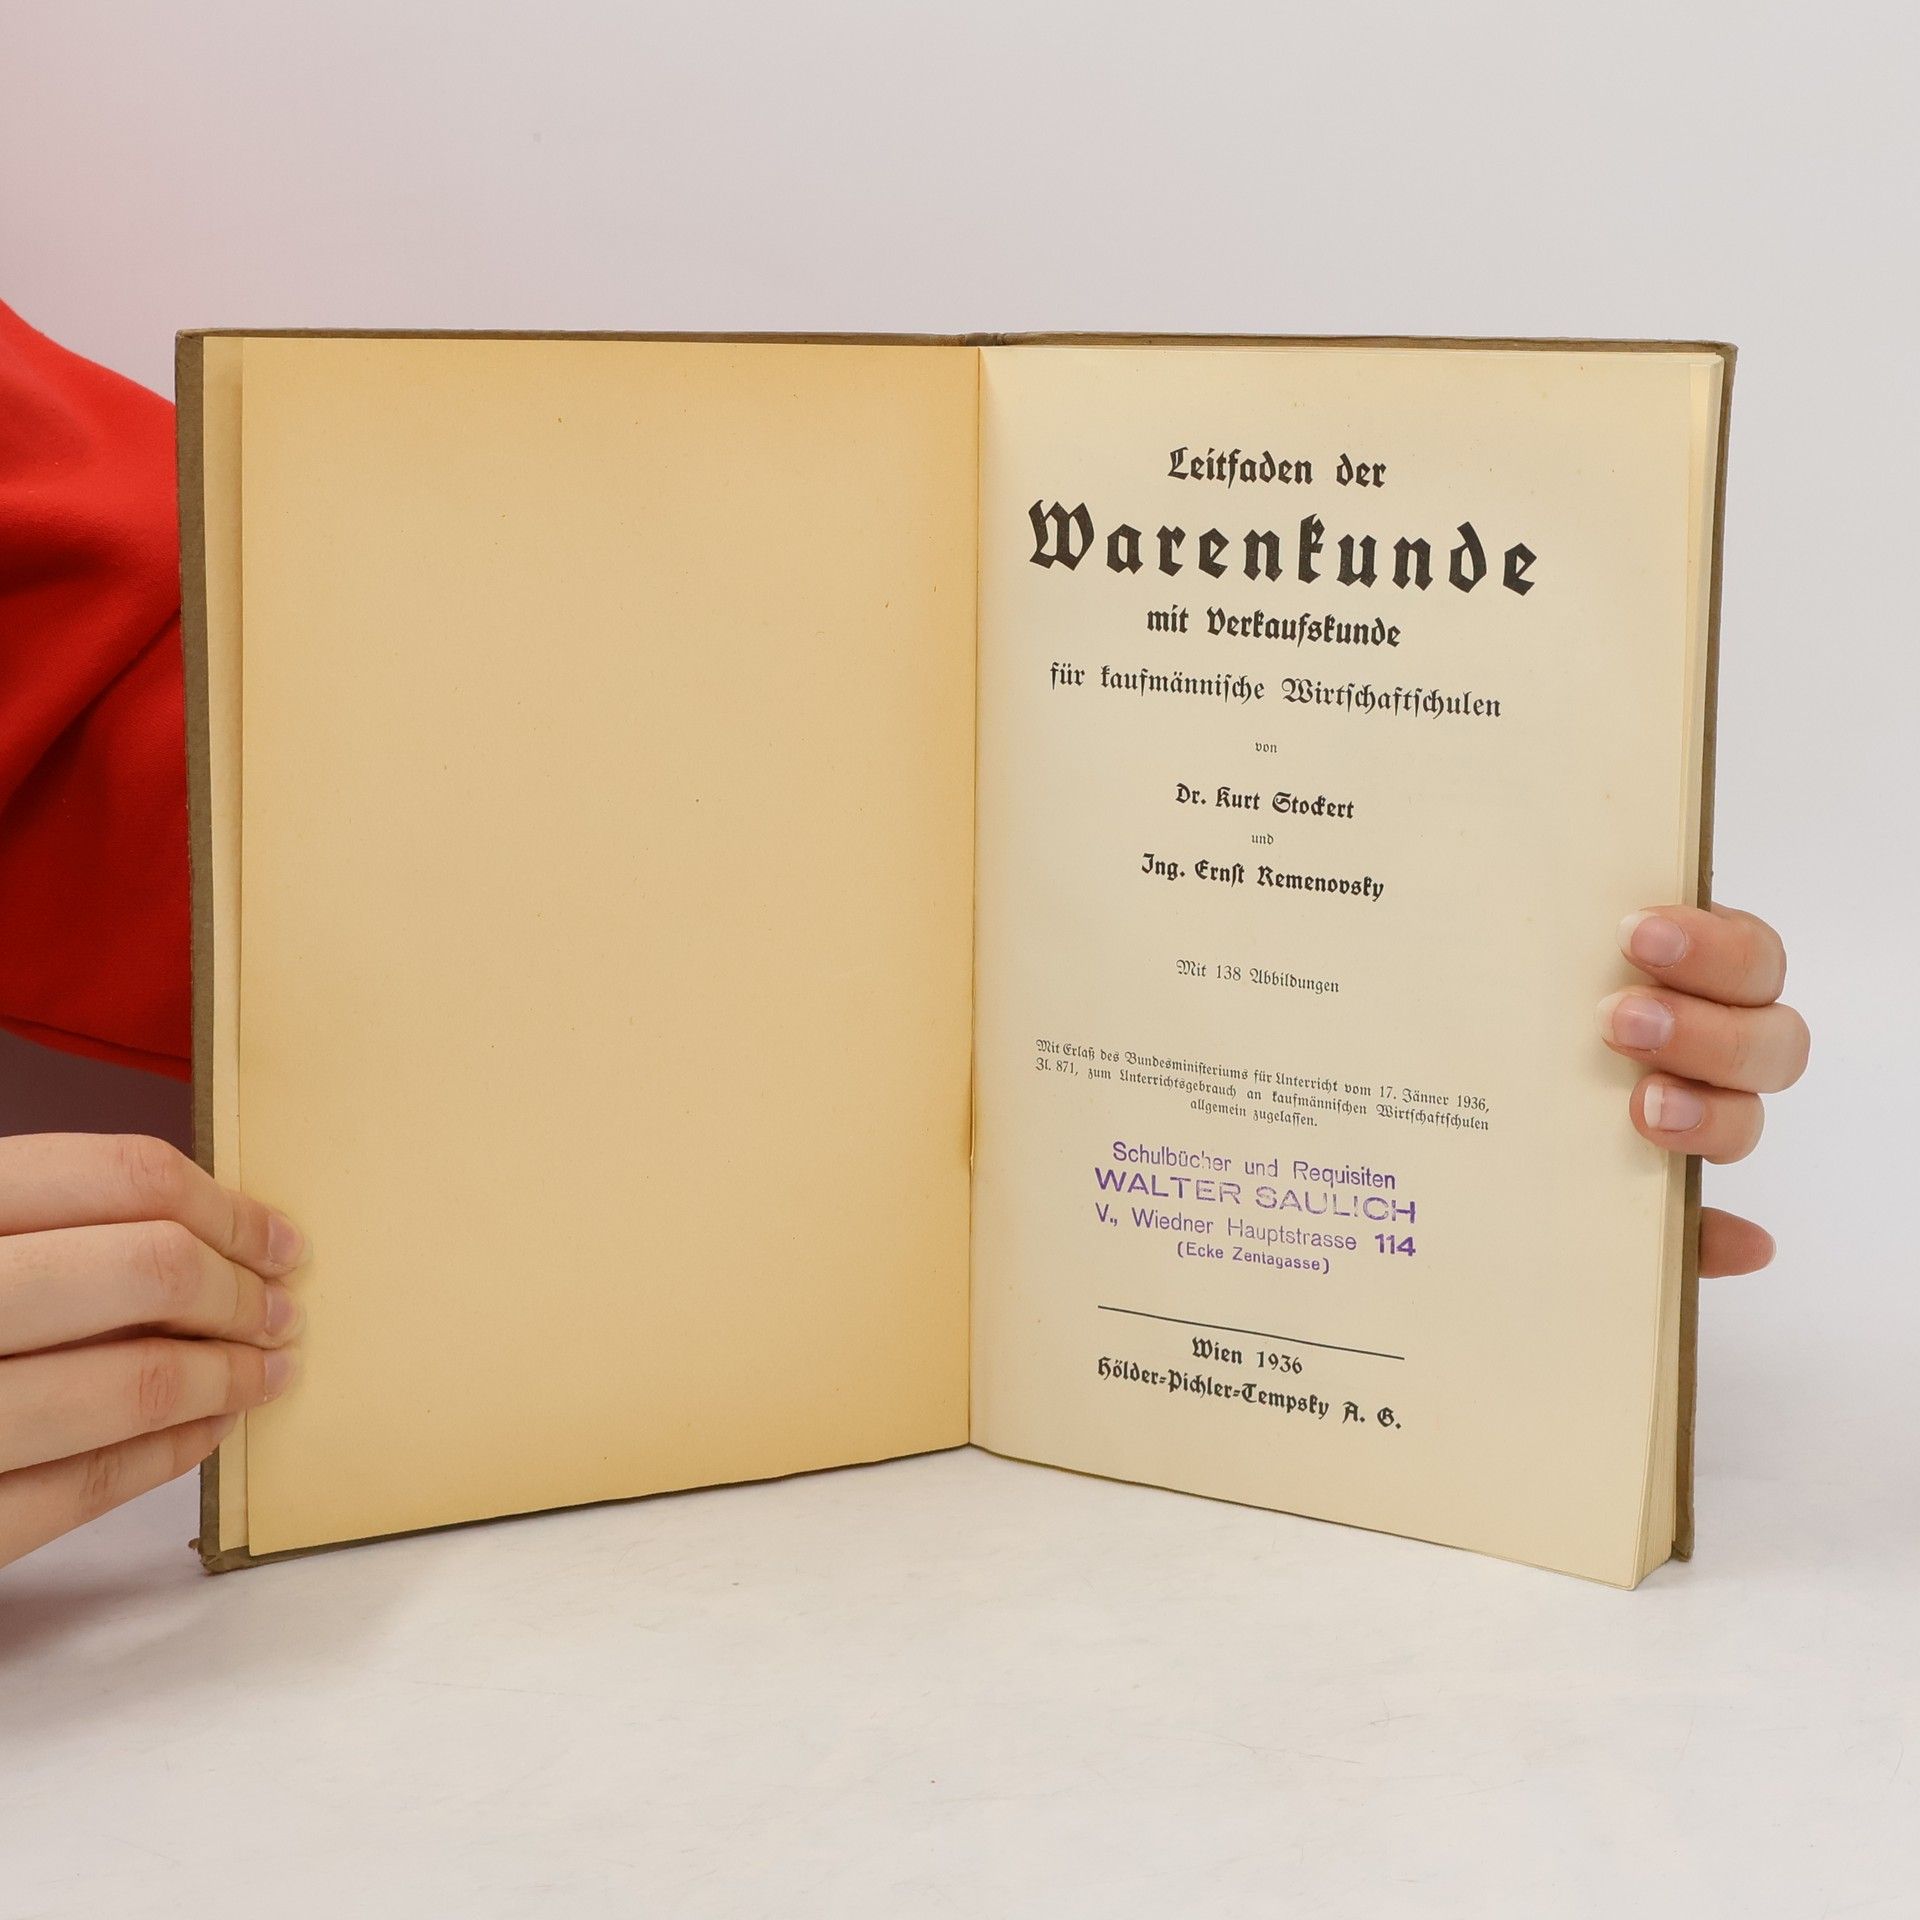 Leitfaden der
Warenkunde
mit Verkaufskunde
für kaufmännische Wirtschaftschulen
von
Dr. Kurt Stockert
und
Ing. Ernst Remenovsky
Mit 138 Abbildungen
Mit Erlaß des Bundesministeriums für Unterricht vom 17. Jänner 1936,
Zl. 871, zum Unterrichtsgebrauch an kaufmännischen Wirtschaftschulen
allgemein zugelassen.
Schulbücher und Requisiten
WALTER SAULICH
V., Wiedner Hauptstrasse 114
(Ecke Zentagasse)
Wien 1936
Hölder-Pichler-Tempsky A. G.